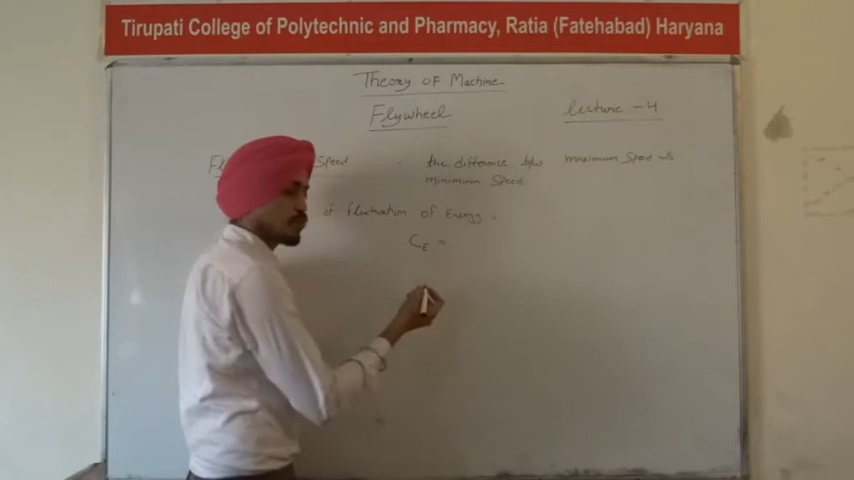 Tirupati College of Polytechnic and Pharmacy, Ratia (Fatehabad) Haryana
Theory of Machine
Flywheel
lecture - 4
Speed - the difference b/w maximum Speed &
minimum Speed
of fluctuation of Energy =
C_E =